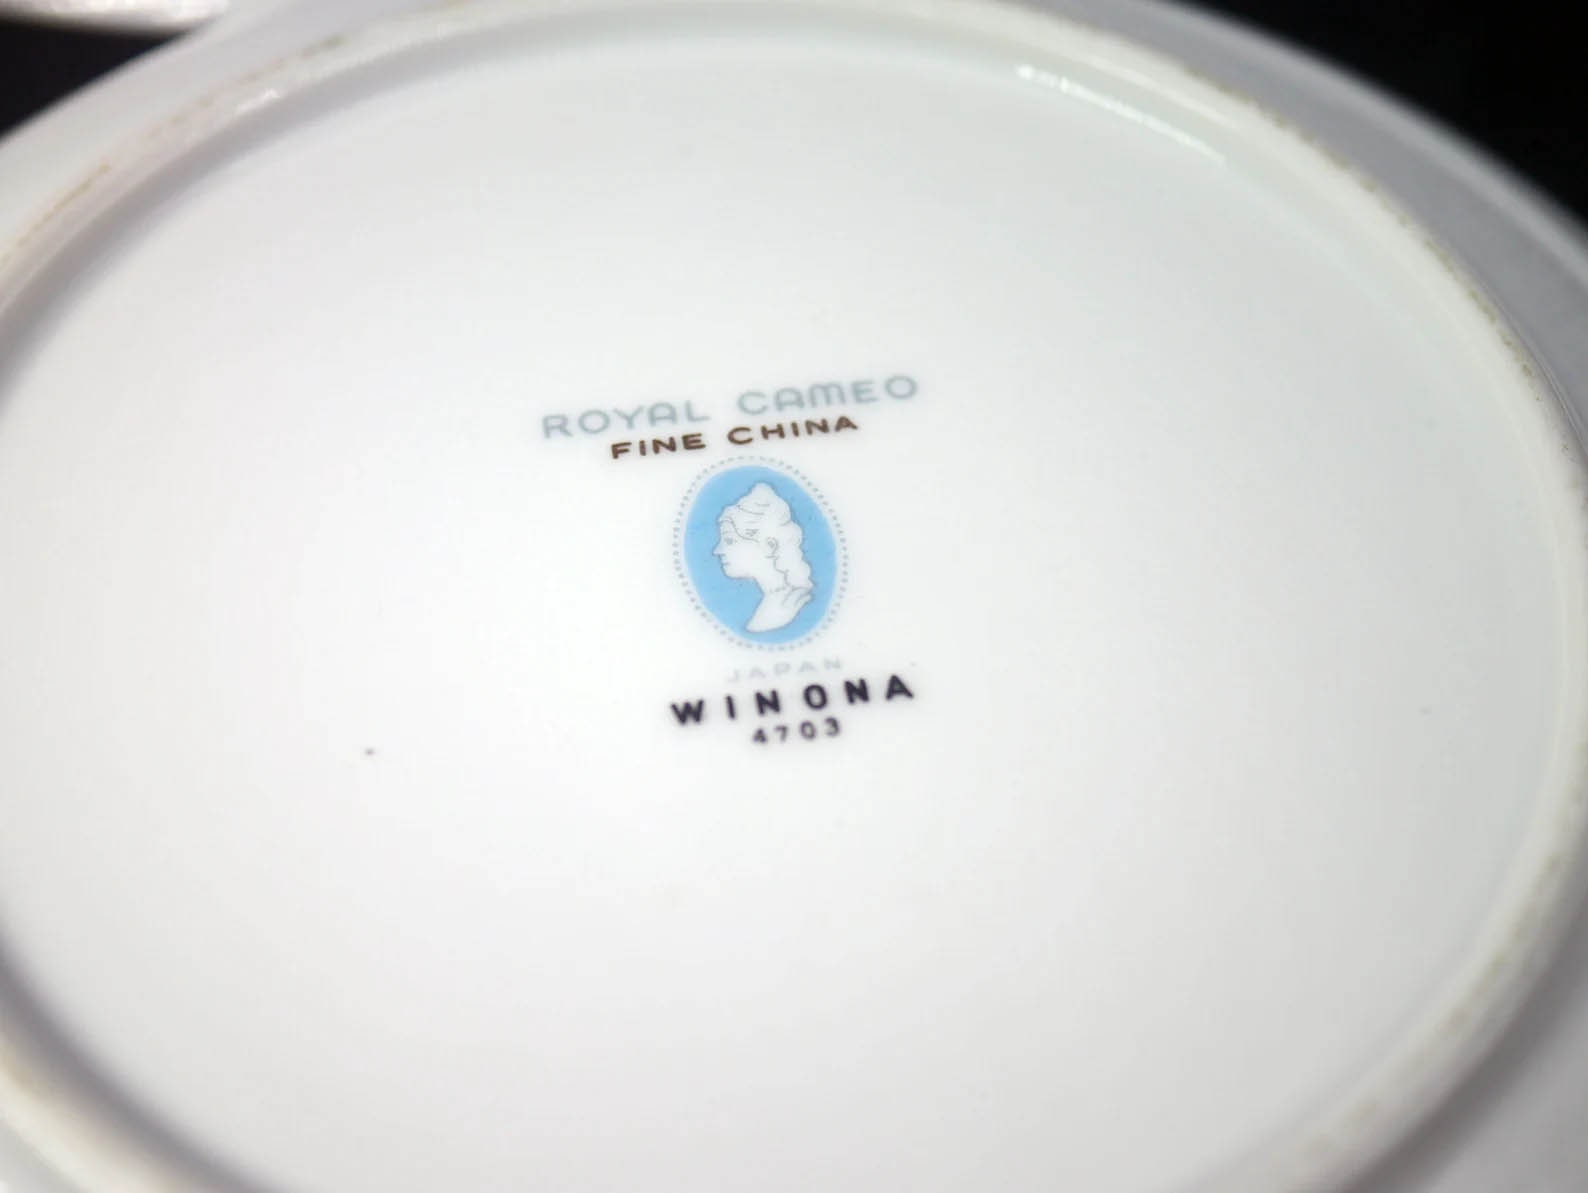 ROYAL CAMEO
FINE CHINA
JAPAN
WINONA
4703